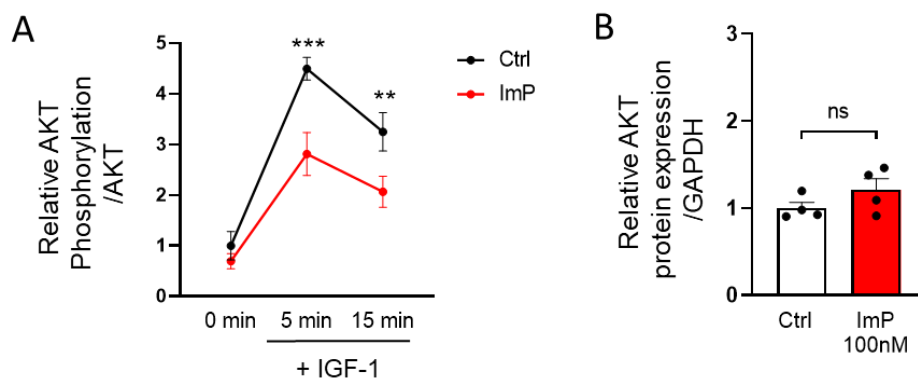 A
Relative AKT
Phosphorylation
/AKT
5
4
3
2
1
0
***
**
Ctrl
ImP
0 min
5 min
15 min
+ IGF-1
B
Relative AKT
protein expression
/GAPDH
3
2
1
0
ns
Ctrl
ImP
100nM